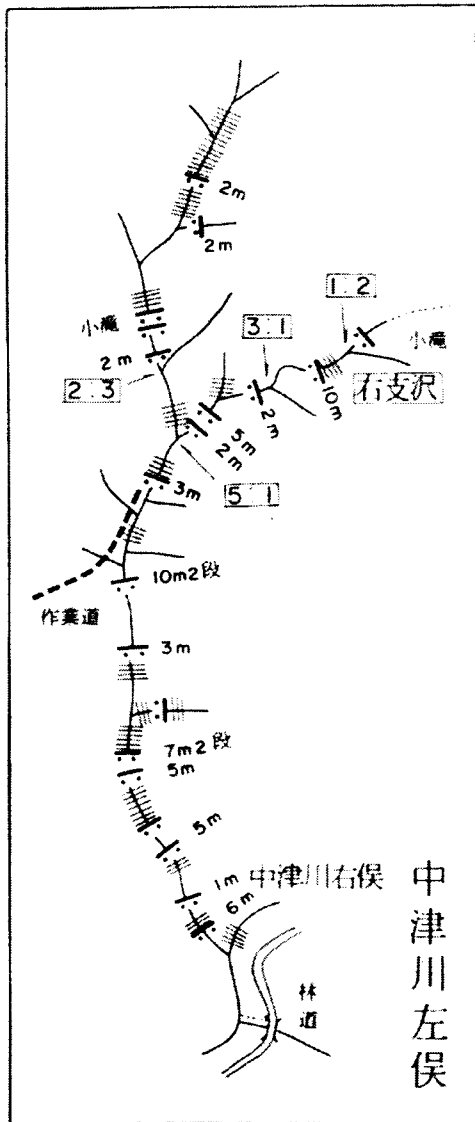 2m
2m
1:2
小滝
3:1
小滝
2m
右支沢
10m
2:3
2m
5m
2m
5:1
3m
10m2段
作業道
3m
7m2段
5m
5m
1m
中津川右俣
6m
中津川左俣
林道